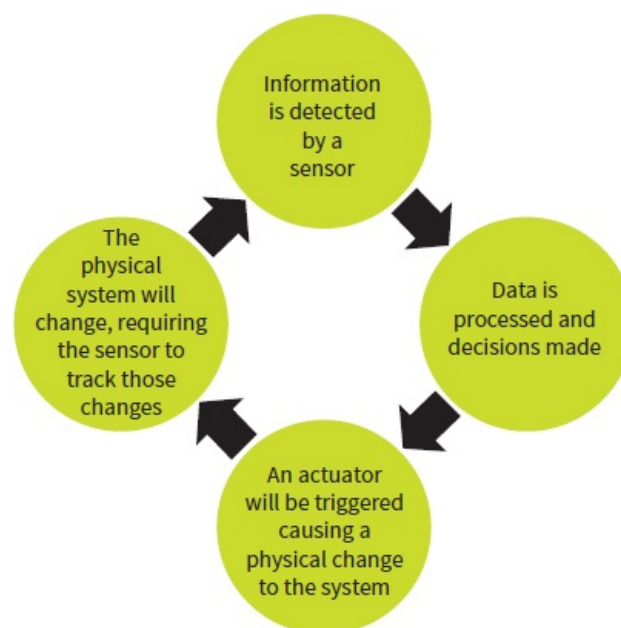 Information
is detected
by a
sensor
Data is
processed and
decisions made
An actuator
will be triggered
causing a
physical change
to the system
The
physical
system will
change, requiring
the sensor to
track those
changes